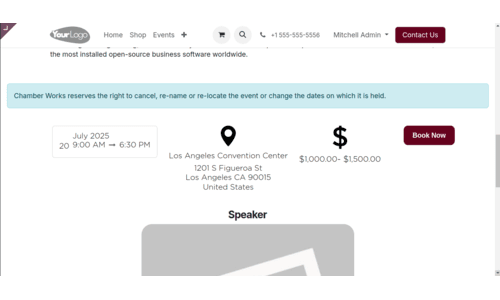 YourLogo
Home Shop Events
+1 555-555-5556
Mitchell Admin
Contact Us
the most installed open-source business software worldwide.
Chamber Works reserves the right to cancel, re-name or re-locate the event or change the dates on which it is held.
July 2025
20 9:00 AM → 6:30 PM
Los Angeles Convention Center
1201 S Figueroa St
Los Angeles CA 90015
United States
$
$1,000.00- $1,500.00
Book Now
Speaker